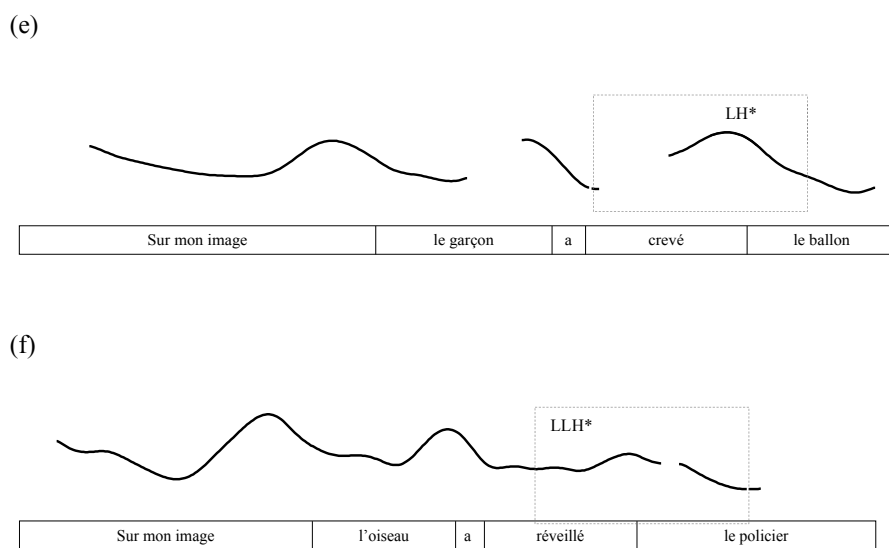 (e)
LH*
Sur mon image le garçon a crevé le ballon
(f)
LLH*
Sur mon image l’oiseau a réveillé le policier